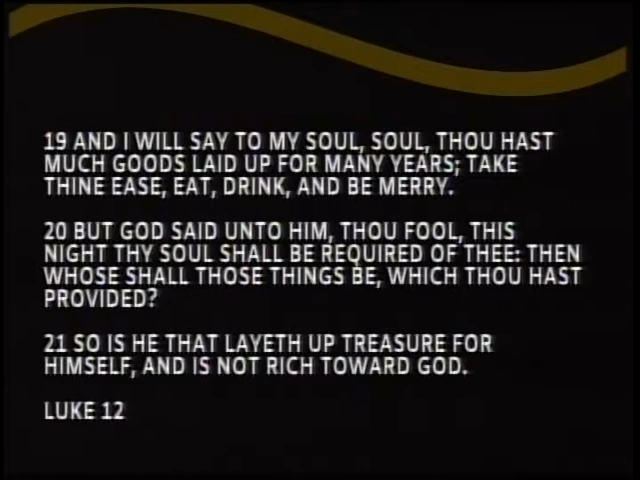 19 AND I WILL SAY TO MY SOUL, SOUL, THOU HAST
MUCH GOODS LAID UP FOR MANY YEARS; TAKE
THINE EASE, EAT, DRINK, AND BE MERRY.
20 BUT GOD SAID UNTO HIM, THOU FOOL, THIS
NIGHT THY SOUL SHALL BE REQUIRED OF THEE: THEN
WHOSE SHALL THOSE THINGS BE, WHICH THOU HAST
PROVIDED?
21 SO IS HE THAT LAYETH UP TREASURE FOR
HIMSELF, AND IS NOT RICH TOWARD GOD.
LUKE 12